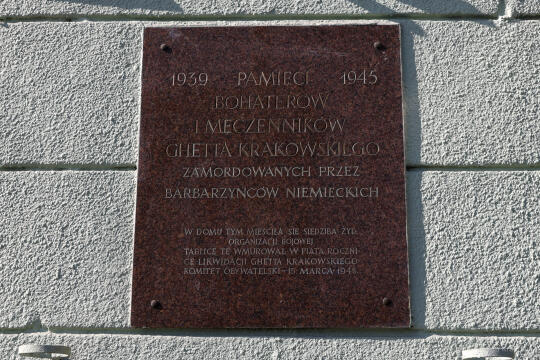 1939 PAMIĘCI 1945
BOHATERÓW
I MĘCZENNIKÓW
GHETTA KRAKOWSKIEGO
ZAMORDOWANYCH PRZEZ
BARBARZYŃCÓW NIEMIECKICH
W DOMU TYM MIEŚCIŁA SIĘ SIEDZIBA ŻYD.
ORGANIZACJI BOJOWEJ
TABLICĘ TĘ WMUROWAŁ W PIĄTĄ ROCZNI
CĘ LIKWIDACJI GHETTA KRAKOWSKIEGO
KOMITET OBYWATELSKI – 15 MARCA 1948